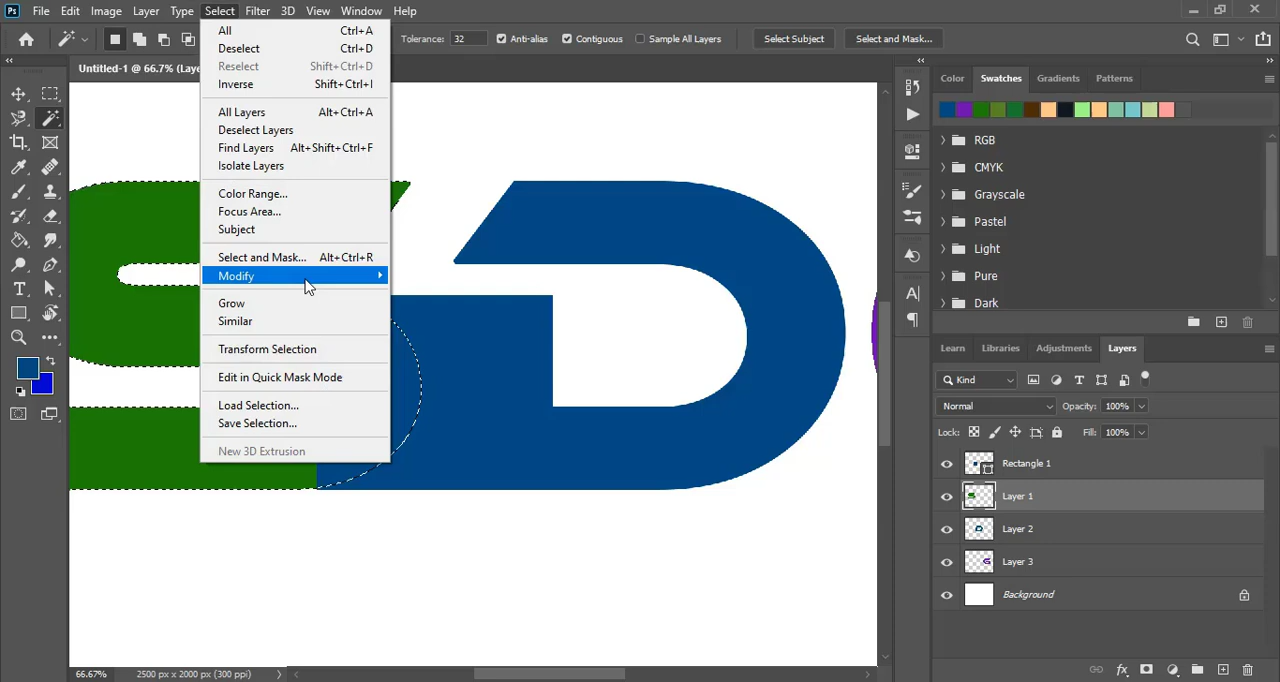 Ps File Edit Image Layer Type Select Filter 3D View Window Help
Tolerance: 32 Anti-alias Contiguous Sample All Layers Select Subject Select and Mask...
Untitled-1 @ 66.7% (Laye
All Ctrl+A
Deselect Ctrl+D
Reselect Shift+Ctrl+D
Inverse Shift+Ctrl+I
All Layers Alt+Ctrl+A
Deselect Layers
Find Layers Alt+Shift+Ctrl+F
Isolate Layers
Color Range...
Focus Area...
Subject
Select and Mask... Alt+Ctrl+R
Modify
Grow
Similar
Transform Selection
Edit in Quick Mask Mode
Load Selection...
Save Selection...
New 3D Extrusion
Color Swatches Gradients Patterns
RGB
CMYK
Grayscale
Pastel
Light
Pure
Dark
Learn Libraries Adjustments Layers
Kind
Normal Opacity: 100%
Lock: Fill: 100%
Rectangle 1
Layer 1
Layer 2
Layer 3
Background
66.67% 2500 px x 2000 px (300 ppi)